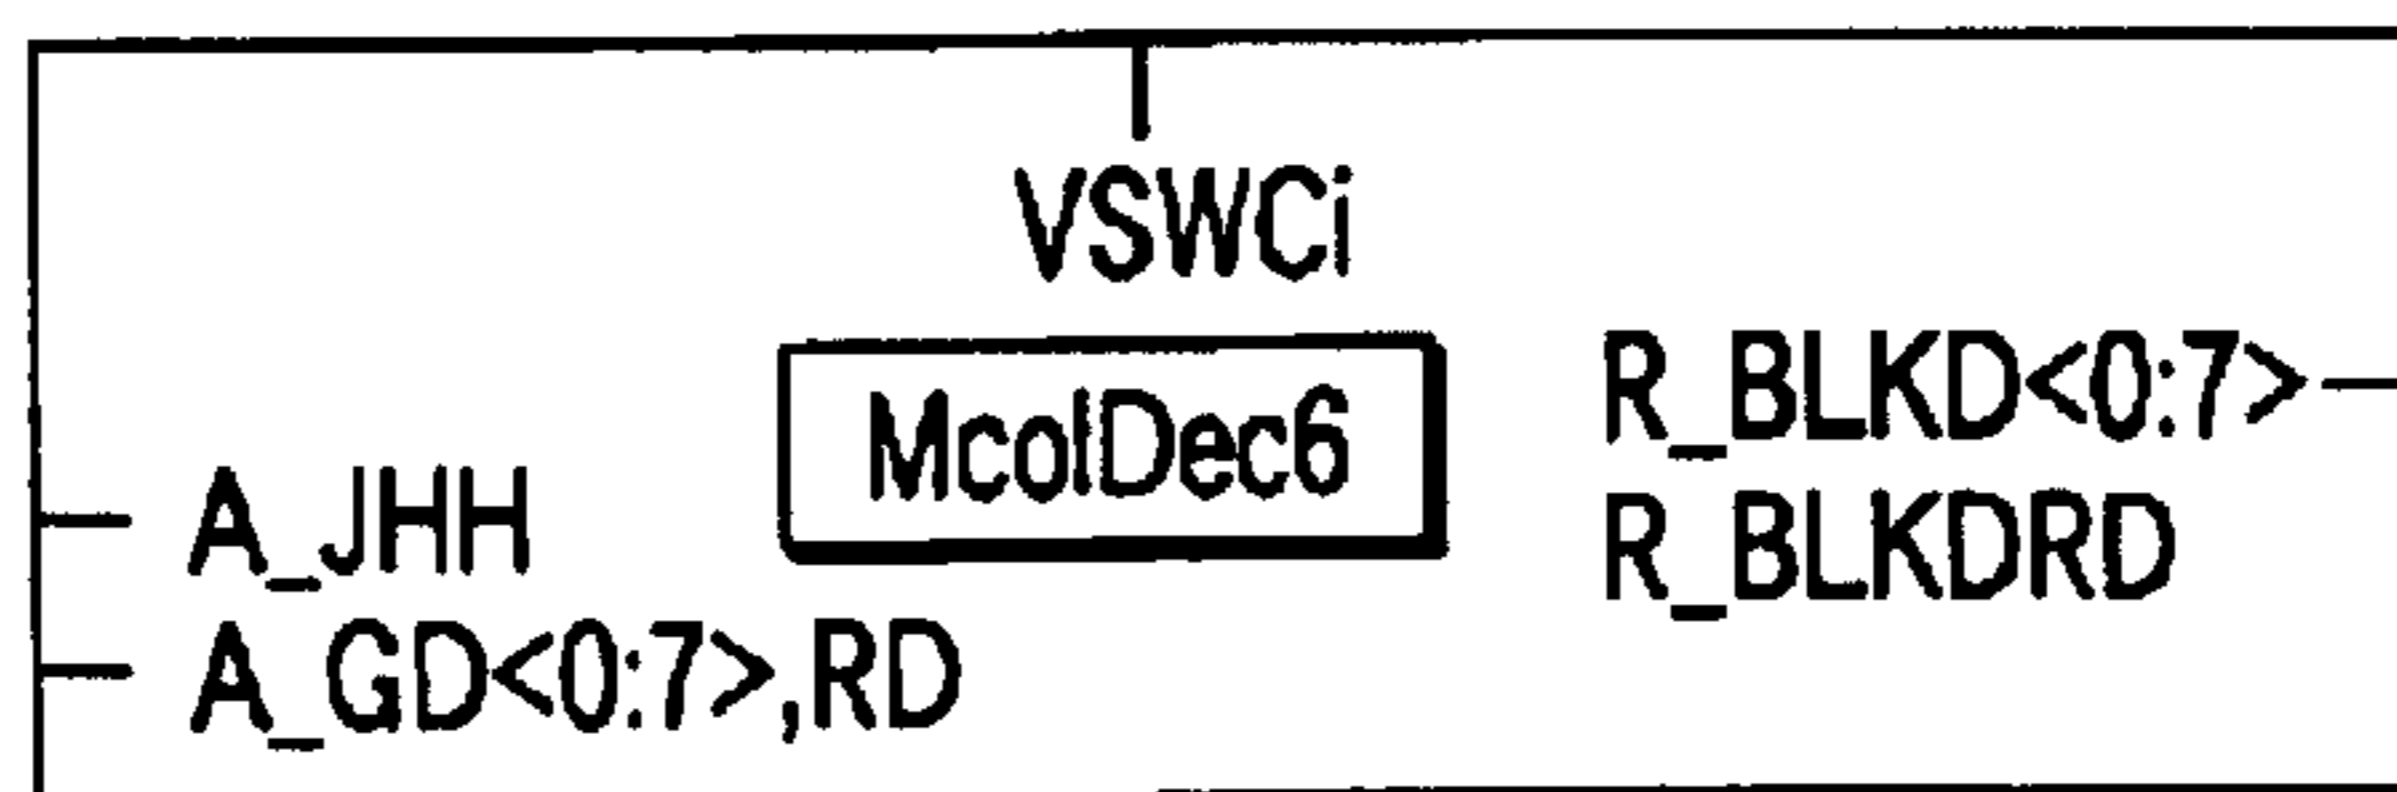 VSWCi
McolDec6
R_BLKD<0:7>
A_JHH
R_BLKDRD
A_GD<0:7>,RD